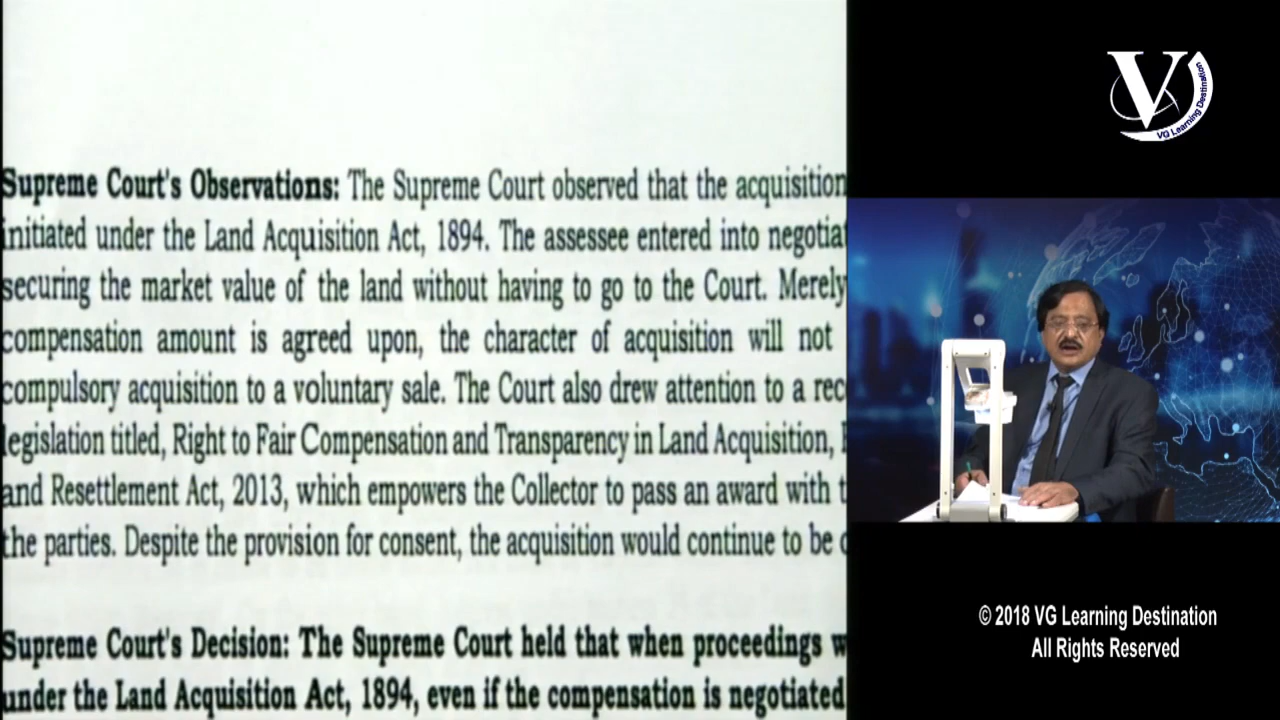 Supreme Court's Observations: The Supreme Court observed that the acquisition
initiated under the Land Acquisition Act, 1894. The assessee entered into
securing the market value of the land without having to go to the Court. Merely
compensation amount is agreed upon, the character of acquisition will not
compulsory acquisition to a voluntary sale. The Court also drew attention to a
legislation titled, Right to Fair Compensation and Transparency in Land Acquisition,
and Resettlement Act, 2013, which empowers the Collector to pass an award with
the parties. Despite the provision for consent, the acquisition would continue to be
Supreme Court's Decision: The Supreme Court held that when proceedings
under the Land Acquisition Act, 1894, even if the compensation is negotiated
V
VG Learning Destination
© 2018 VG Learning Destination
All Rights Reserved